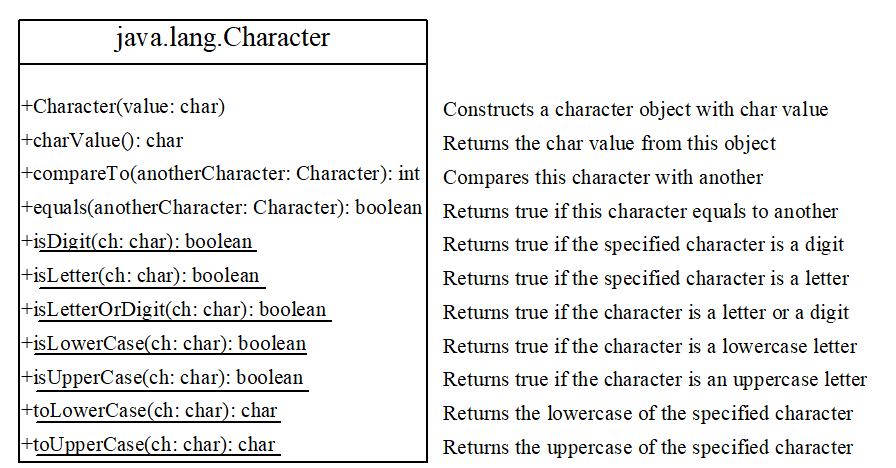 java.lang.Character
+Character(value: char)
Constructs a character object with char value
+charValue(): char
Returns the char value from this object
+compareTo(anotherCharacter: Character): int
Compares this character with another
+equals(anotherCharacter: Character): boolean
Returns true if this character equals to another
+isDigit(ch: char): boolean
Returns true if the specified character is a digit
+isLetter(ch: char): boolean
Returns true if the specified character is a letter
+isLetterOrDigit(ch: char): boolean
Returns true if the character is a letter or a digit
+isLowerCase(ch: char): boolean
Returns true if the character is a lowercase letter
+isUpperCase(ch: char): boolean
Returns true if the character is an uppercase letter
+toLowerCase(ch: char): char
Returns the lowercase of the specified character
+toUpperCase(ch: char): char
Returns the uppercase of the specified character